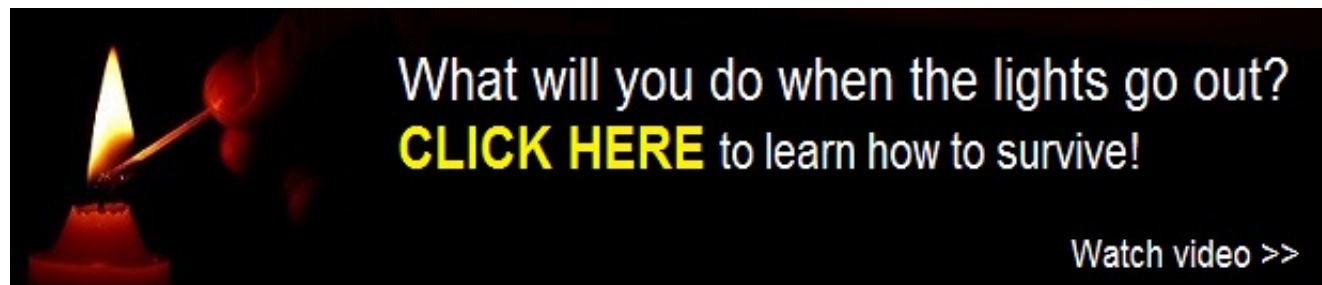 What will you do when the lights go out?
CLICK HERE to learn how to survive!
Watch video >>